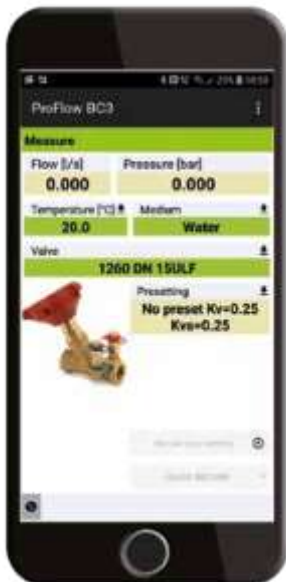 ProFlow BC3
Measure
Flow [l/s] Pressure [bar]
0.000 0.000
Temperature [°C] Medium
20.0 Water
Valve
1260 DN 15ULF
Presetting
No preset Kv=0.25
Kvs=0.25